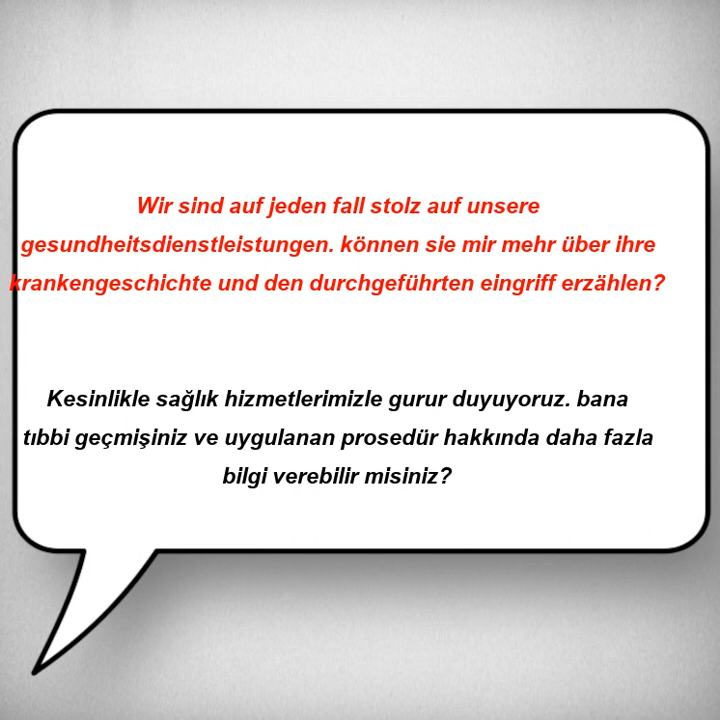 Wir sind auf jeden fall stolz auf unsere
gesundheitsdienstleistungen. können sie mir mehr über ihre
krankengeschichte und den durchgeführten eingriff erzählen?
Kesinlikle sağlık hizmetlerimizle gurur duyuyoruz. bana
tıbbi geçmişiniz ve uygulanan prosedür hakkında daha fazla
bilgi verebilir misiniz?